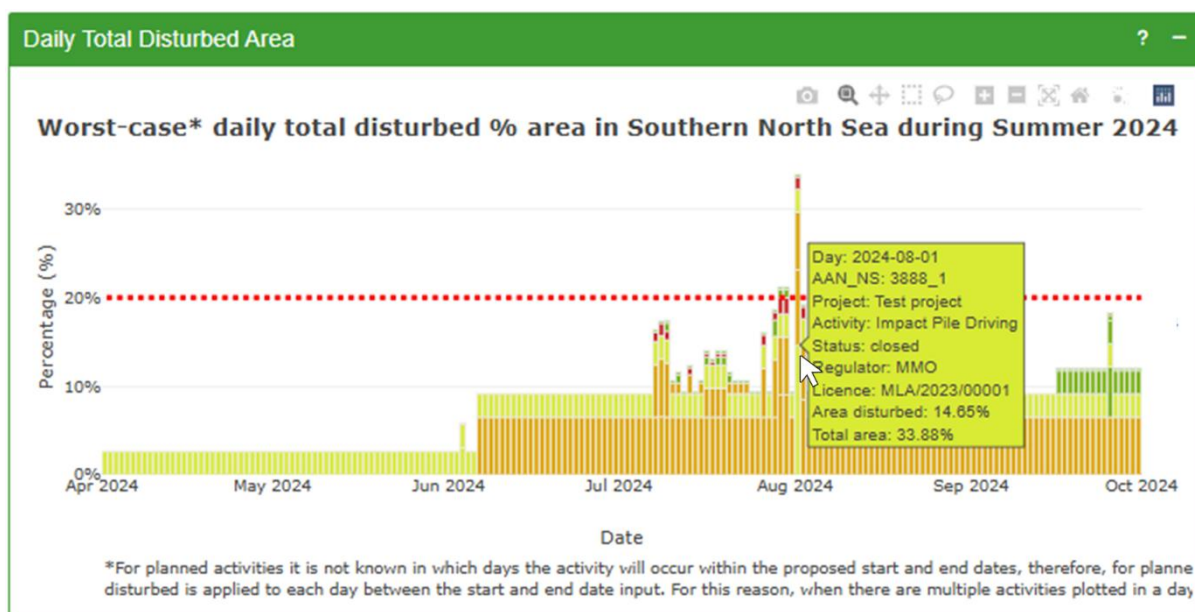 Daily Total Disturbed Area ? −
Worst-case* daily total disturbed % area in Southern North Sea during Summer 2024
Percentage (%)
30%
20%
10%
0%
Day: 2024-08-01
AAN_NS: 3888_1
Project: Test project
Activity: Impact Pile Driving
Status: closed
Regulator: MMO
Licence: MLA/2023/00001
Area disturbed: 14.65%
Total area: 33.88%
Apr 2024 May 2024 Jun 2024 Jul 2024 Aug 2024 Sep 2024 Oct 2024
Date
*For planned activities it is not known in which days the activity will occur within the proposed start and end dates, therefore, for planne
disturbed is applied to each day between the start and end date input. For this reason, when there are multiple activities plotted in a day